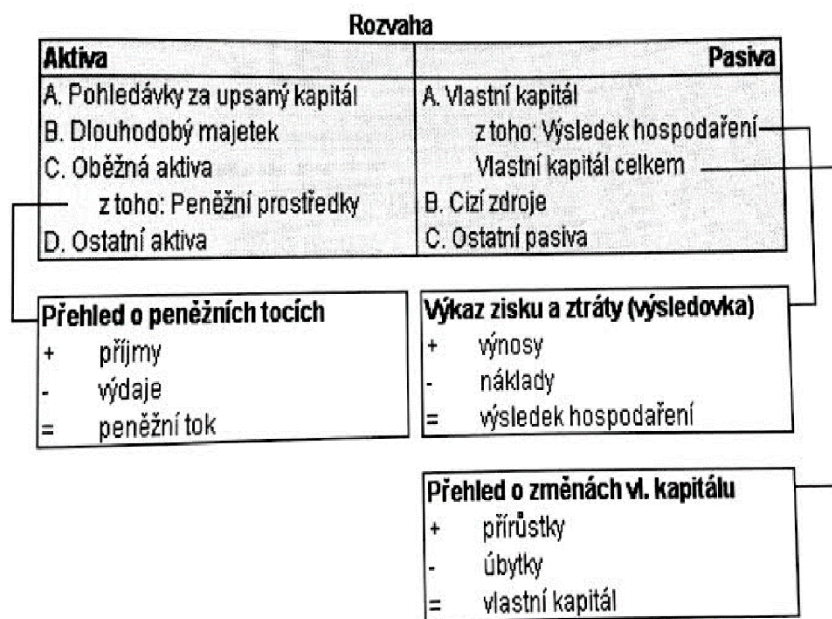 Rozvaha
Aktiva
A. Pohledávky za upsaný kapitál
B. Dlouhodobý majetek
C. Oběžná aktiva
z toho: Peněžní prostředky
D. Ostatní aktiva
Pasiva
A. Vlastní kapitál
z toho: Výsledek hospodaření
Vlastní kapitál celkem
B. Cizí zdroje
C. Ostatní pasiva
Přehled o peněžních tocích
+ příjmy
- výdaje
= peněžní tok
Výkaz zisku a ztráty (výsledovka)
+ výnosy
- náklady
= výsledek hospodaření
Přehled o změnách vl. kapitálu
+ přírůstky
- úbytky
= vlastní kapitál